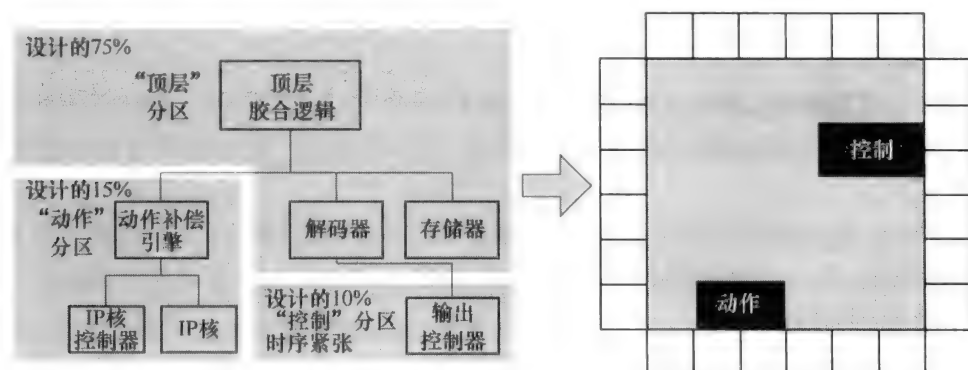 设计的75%
“顶层”
分区
顶层
胶合逻辑
设计的15%
“动作”
分区
动作补偿
引擎
解码器
存储器
IP核
控制器
IP核
设计的10%
“控制”分区
时序紧张
输出
控制器
控制
动作